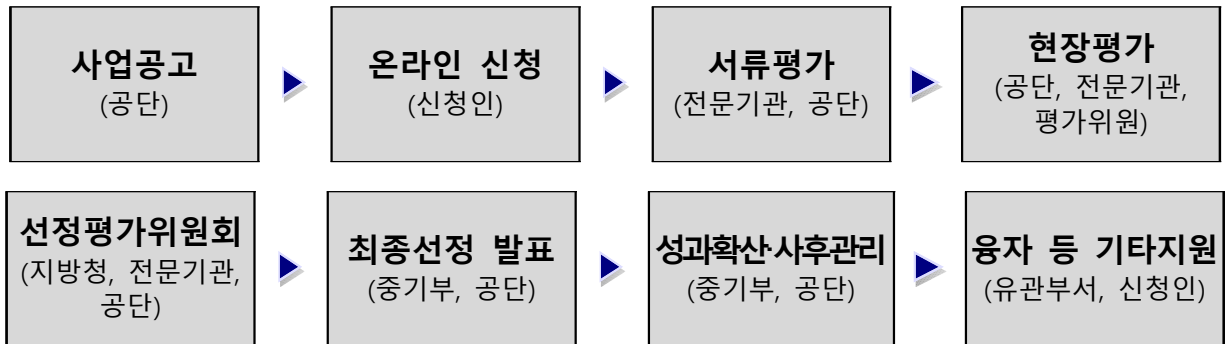 사업공고
(공단)
온라인 신청
(신청인)
서류평가
(전문기관, 공단)
현장평가
(공단, 전문기관,
평가위원)
선정평가위원회
(지방청, 전문기관,
공단)
최종선정 발표
(중기부, 공단)
성과확산·사후관리
(중기부, 공단)
융자 등 기타지원
(유관부서, 신청인)